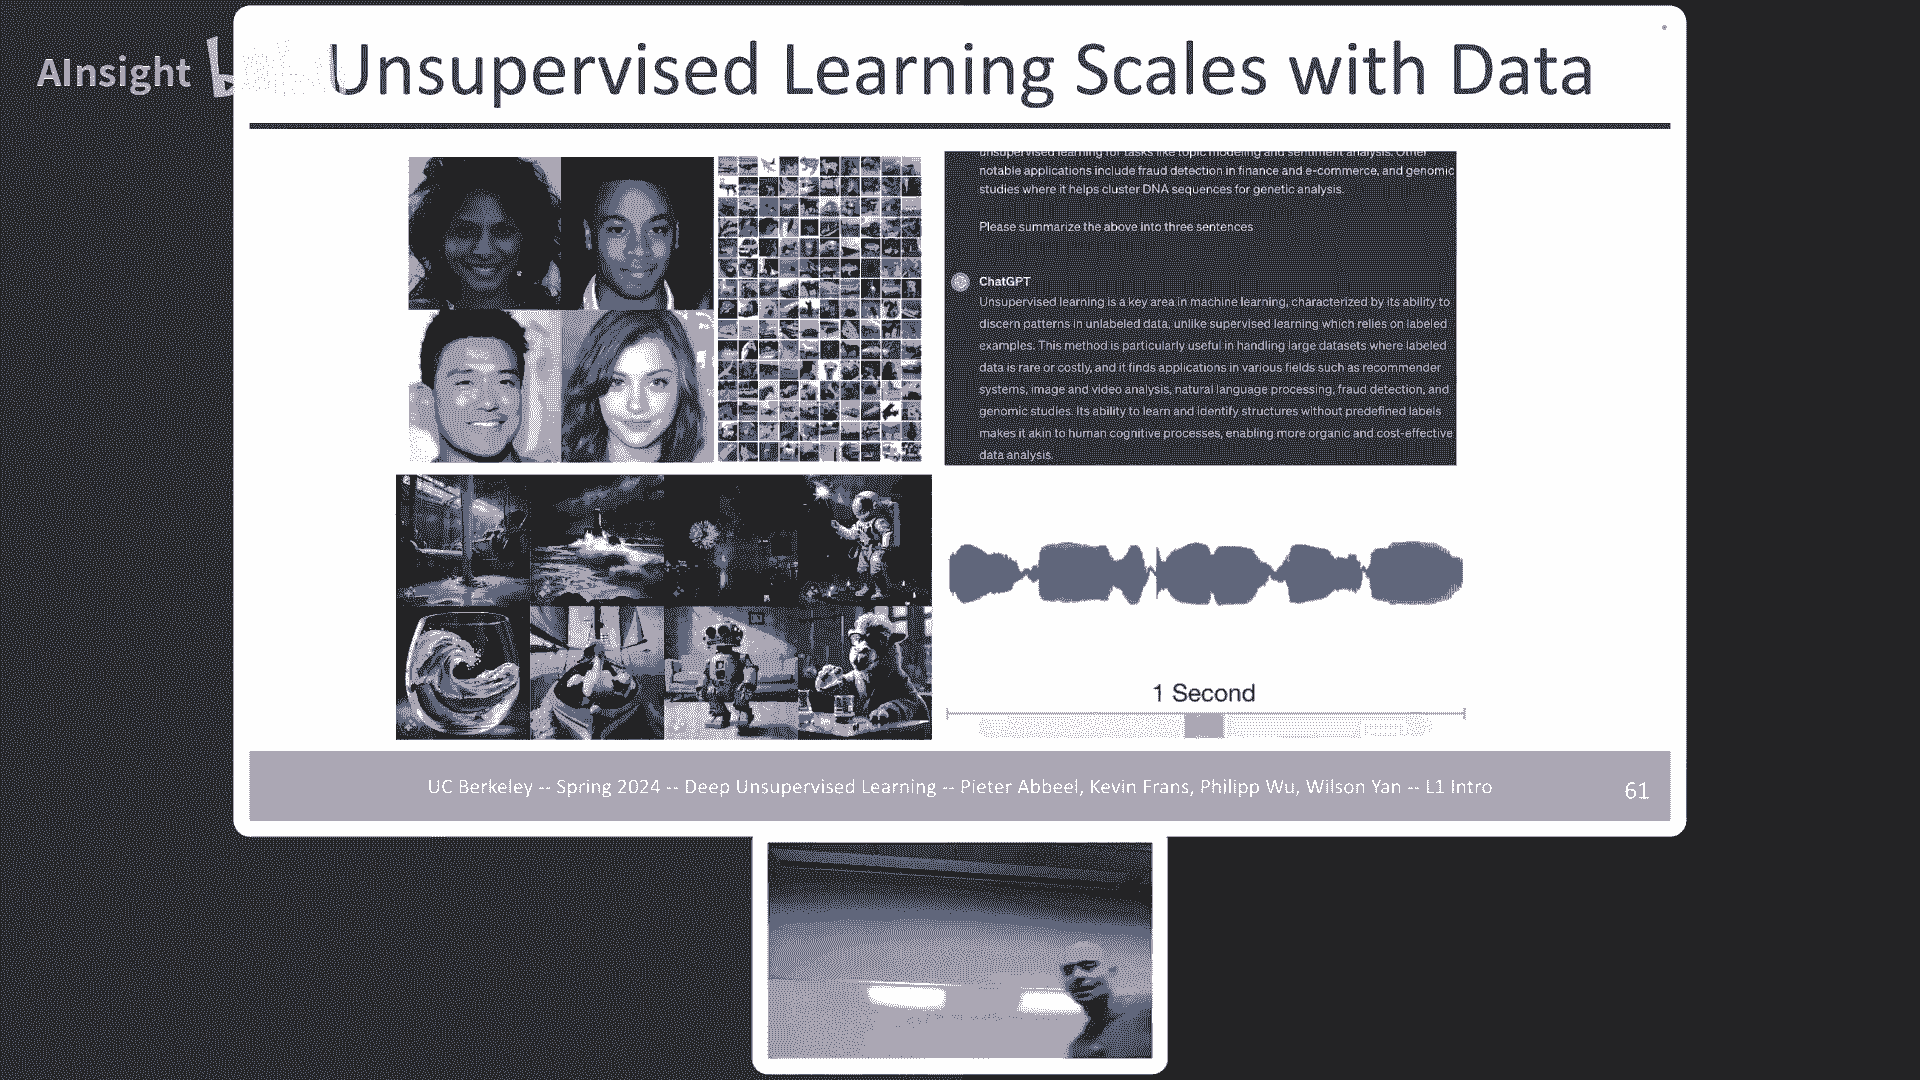 AInsight
Unsupervised Learning Scales with Data
unsupervised learning for tasks like topic modeling and sentiment analysis. Other
notable applications include fraud detection in finance and e-commerce, and genomic
studies where it helps cluster DNA sequences for genetic analysis.
Please summarize the above into three sentences
ChatGPT
Unsupervised learning is a key area in machine learning, characterized by its ability to
discern patterns in unlabeled data, unlike supervised learning which relies on labeled
examples. This method is particularly useful in handling large datasets where labeled
data is rare or costly, and it finds applications in various fields such as recommender
systems, image and video analysis, natural language processing, fraud detection, and
genomic studies. Its ability to learn and identify structures without predefined labels
makes it akin to human cognitive processes, enabling more organic and cost-effective
data analysis.
1 Second
UC Berkeley -- Spring 2024 -- Deep Unsupervised Learning -- Pieter Abbeel, Kevin Frans, Philipp Wu, Wilson Yan -- L1 Intro
61